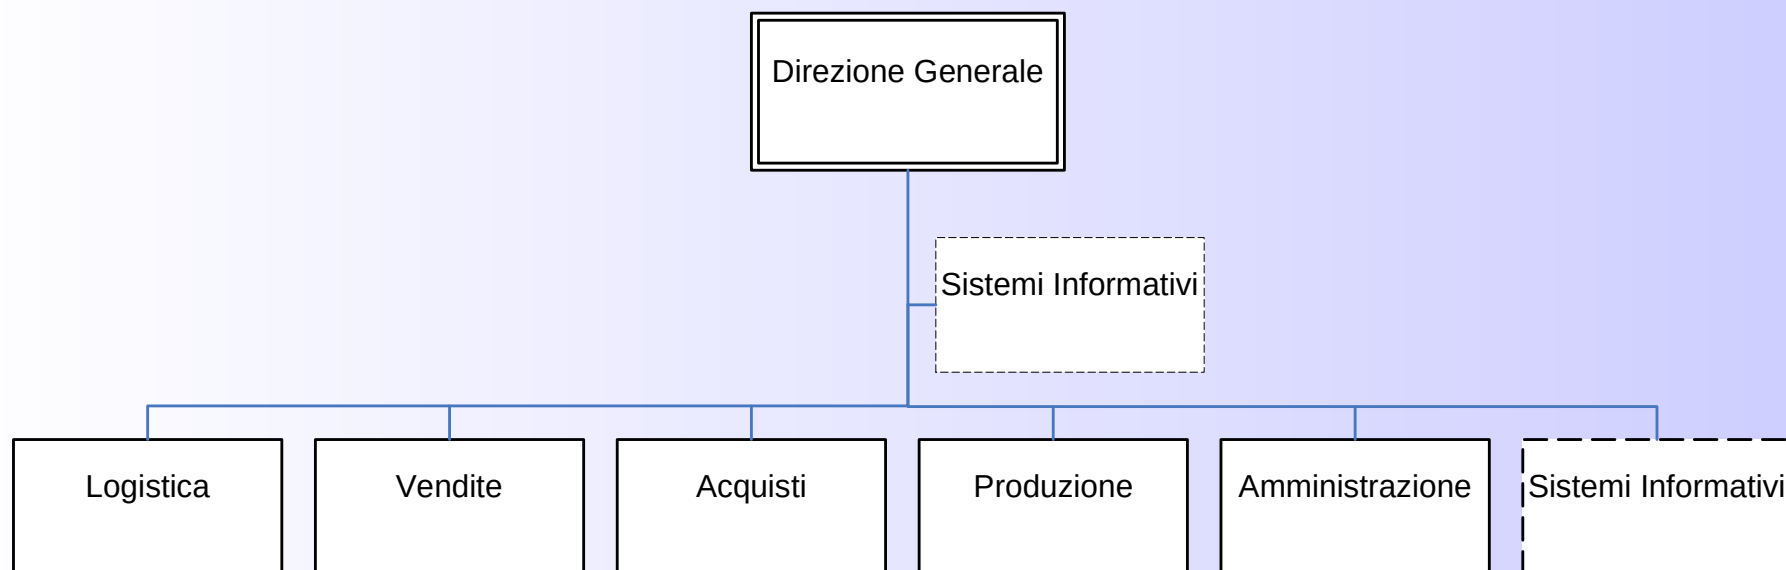 Direzione Generale
Sistemi Informativi
Logistica
Vendite
Acquisti
Produzione
Amministrazione
Sistemi Informativi